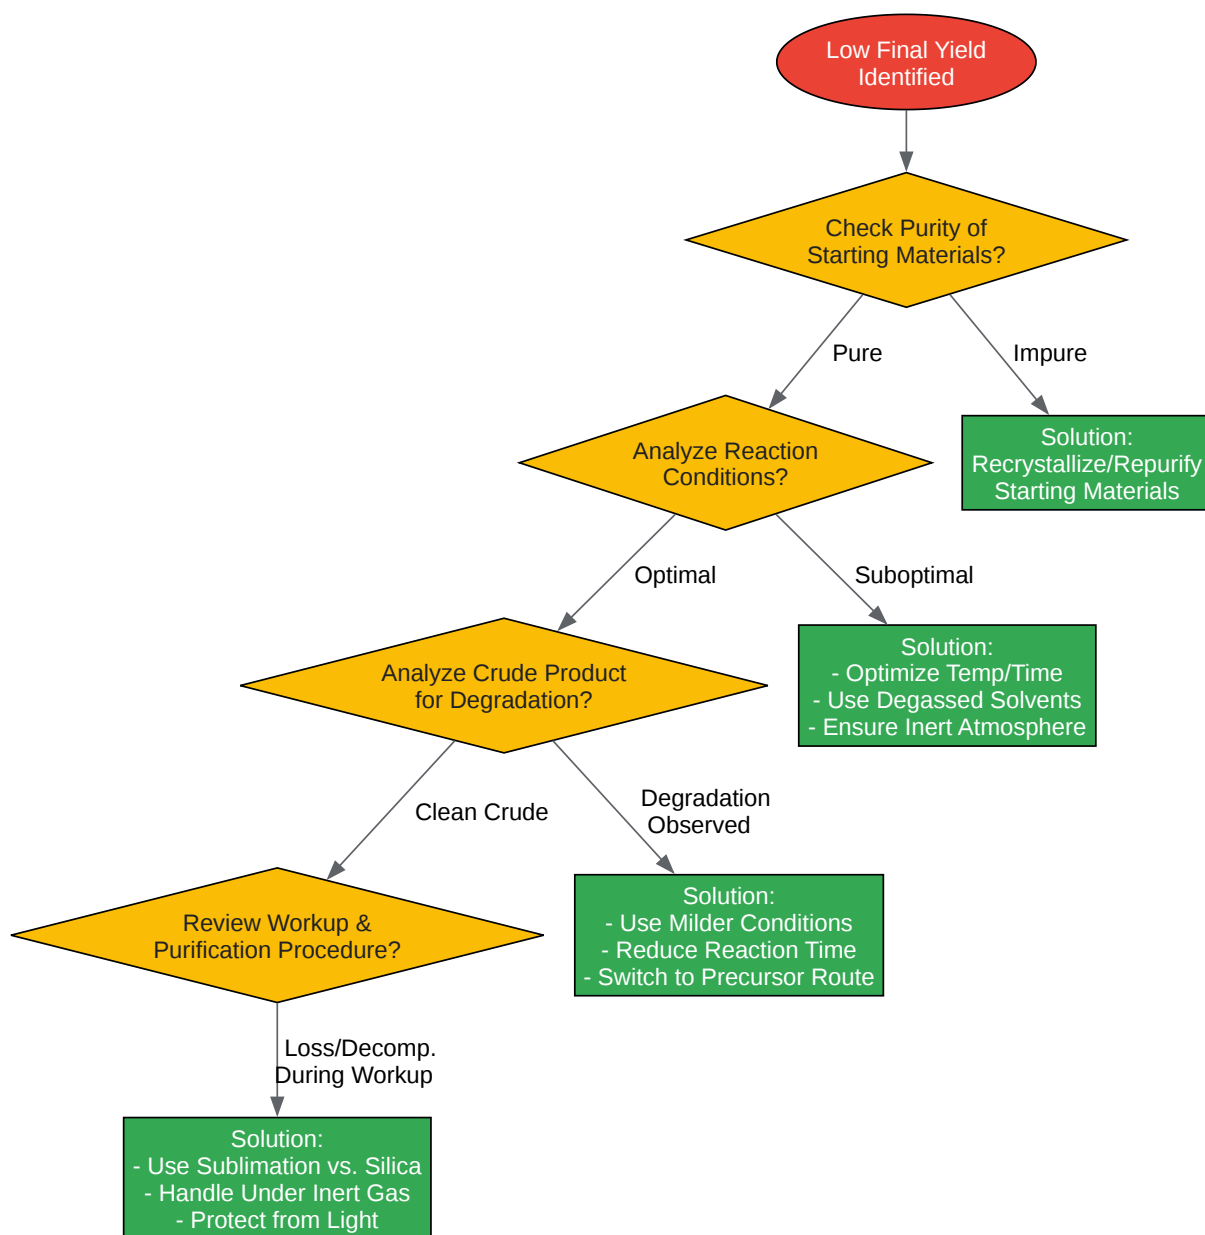 Low Final Yield
Identified
Check Purity of
Starting Materials?
Pure
Impure
Analyze Reaction
Conditions?
Solution:
Recrystallize/Repurify
Starting Materials
Optimal
Suboptimal
Analyze Crude Product
for Degradation?
Solution:
- Optimize Temp/Time
- Use Degassed Solvents
- Ensure Inert Atmosphere
Clean Crude
Degradation
Observed
Review Workup &
Purification Procedure?
Solution:
- Use Milder Conditions
- Reduce Reaction Time
- Switch to Precursor Route
Loss/Decomp.
During Workup
Solution:
- Use Sublimation vs. Silica
- Handle Under Inert Gas
- Protect from Light